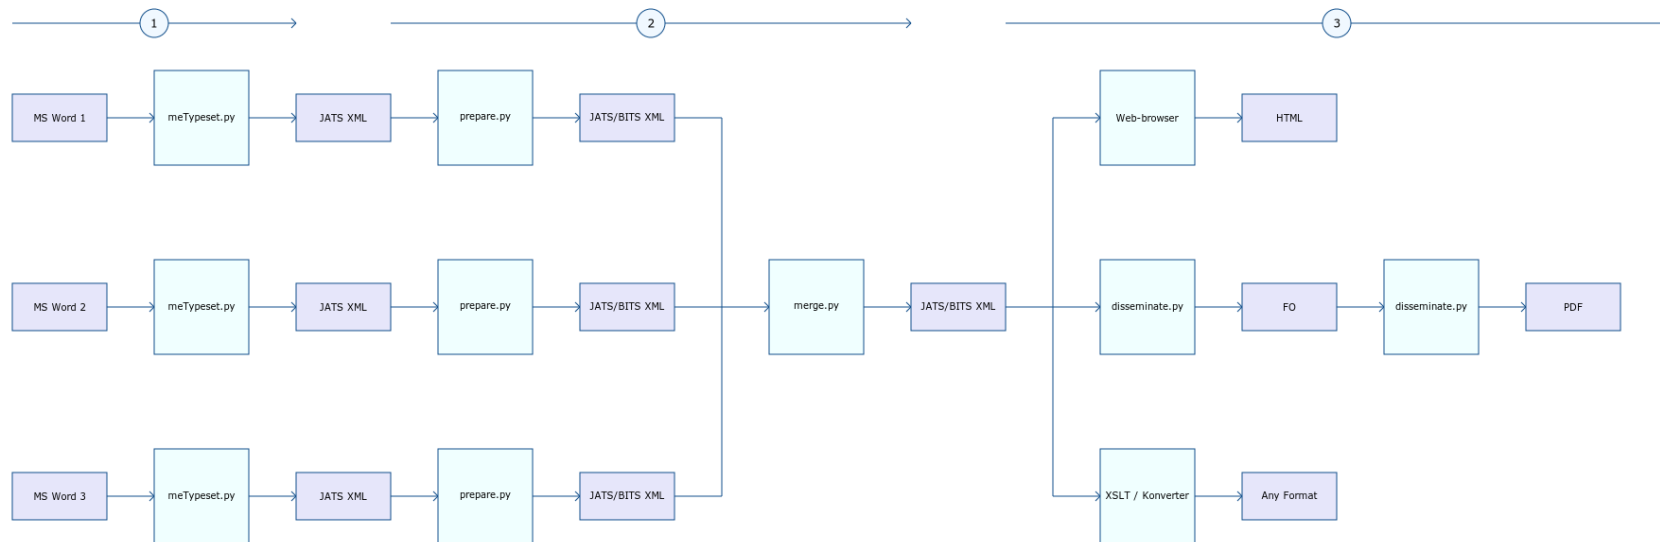 1
2
3
MS Word 1
meTypeset.py
JATS XML
prepare.py
JATS/BITS XML
Web-browser
HTML
MS Word 2
meTypeset.py
JATS XML
prepare.py
JATS/BITS XML
merge.py
JATS/BITS XML
disseminate.py
FO
disseminate.py
PDF
MS Word 3
meTypeset.py
JATS XML
prepare.py
JATS/BITS XML
XSLT / Konverter
Any Format